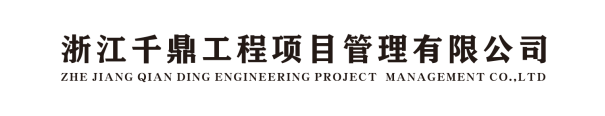 浙江千鼎工程项目管理有限公司
ZHE JIANG QIAN DING ENGINEERING PROJECT MANAGEMENT CO.,LTD